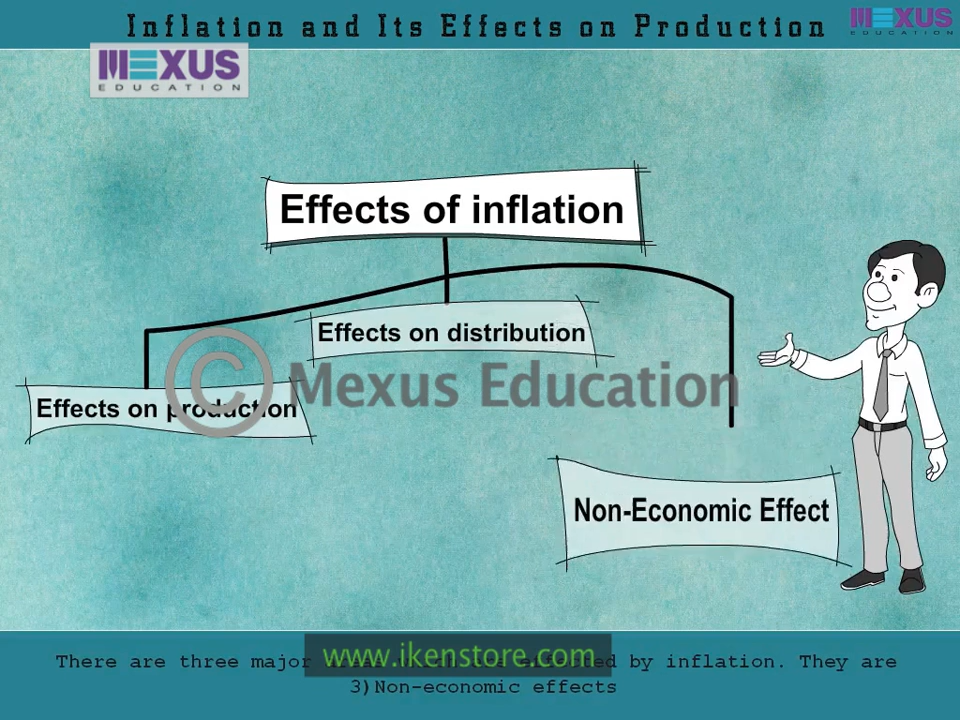 Inflation and Its Effects on Production
MEXUS
EDUCATION
MEXUS
EDUCATION
Effects of inflation
Effects on distribution
© Mexus Education
Effects on production
Non-Economic Effect
www.ikenstore.com
There are three major by inflation. They are
3)Non-economic effects